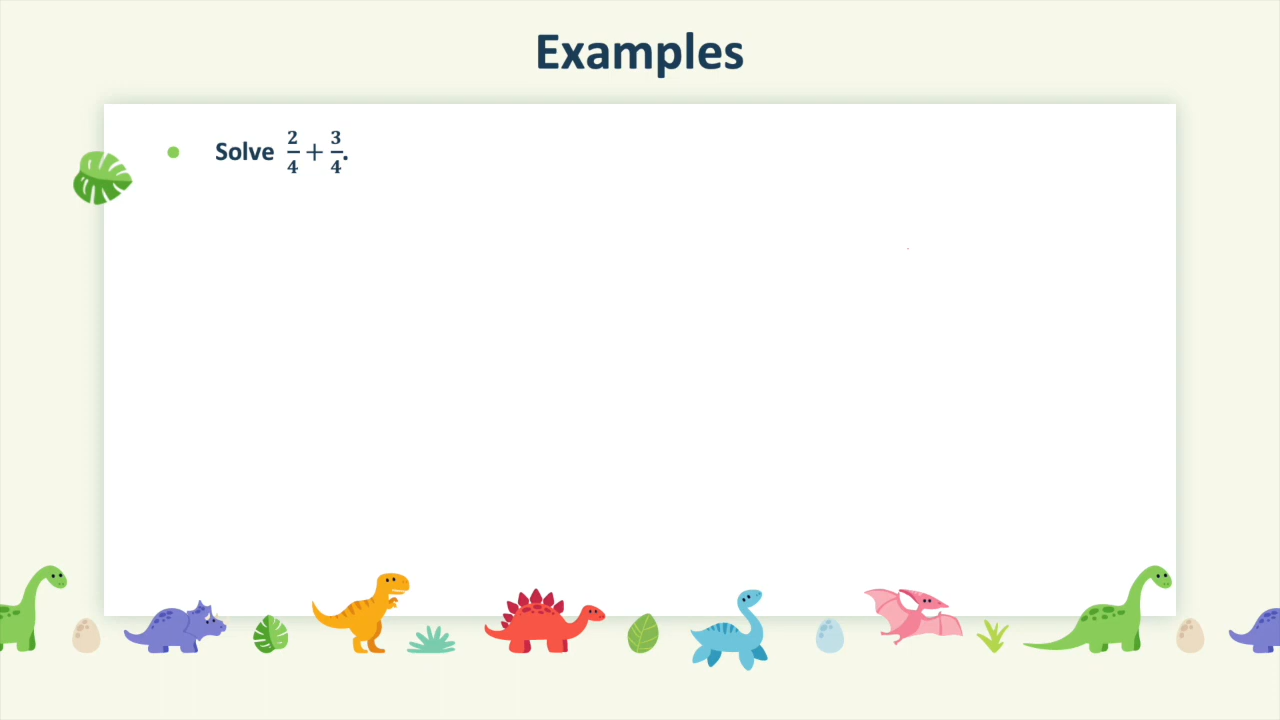 Examples
• Solve 2/4 + 3/4.